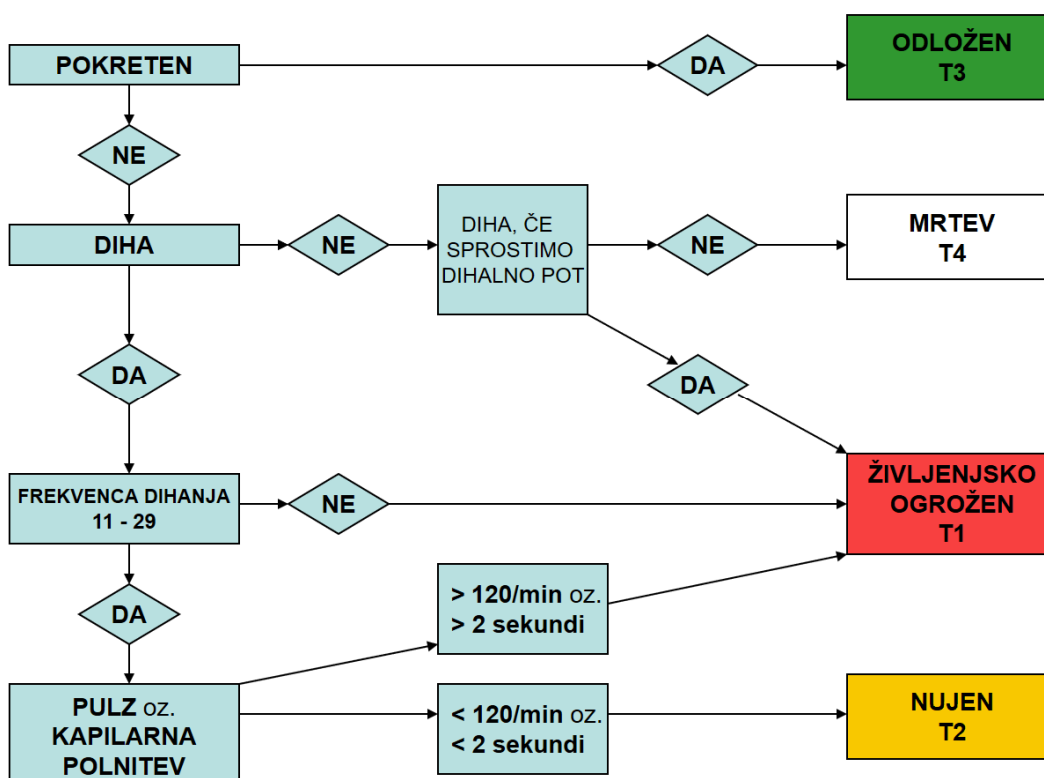 POKRETEN
DA
ODLOŽEN
T3
NE
DIHA
NE
DIHA, ČE
SPROSTIMO
DIHALNO POT
NE
MRTEV
T4
DA
DA
FREKVENCA DIHANJA
11 - 29
NE
ŽIVLJENJSKO
OGROŽEN
T1
DA
> 120/min oz.
> 2 sekundi
PULZ oz.
KAPILARNA
POLNITEV
< 120/min oz.
< 2 sekundi
NUJEN
T2